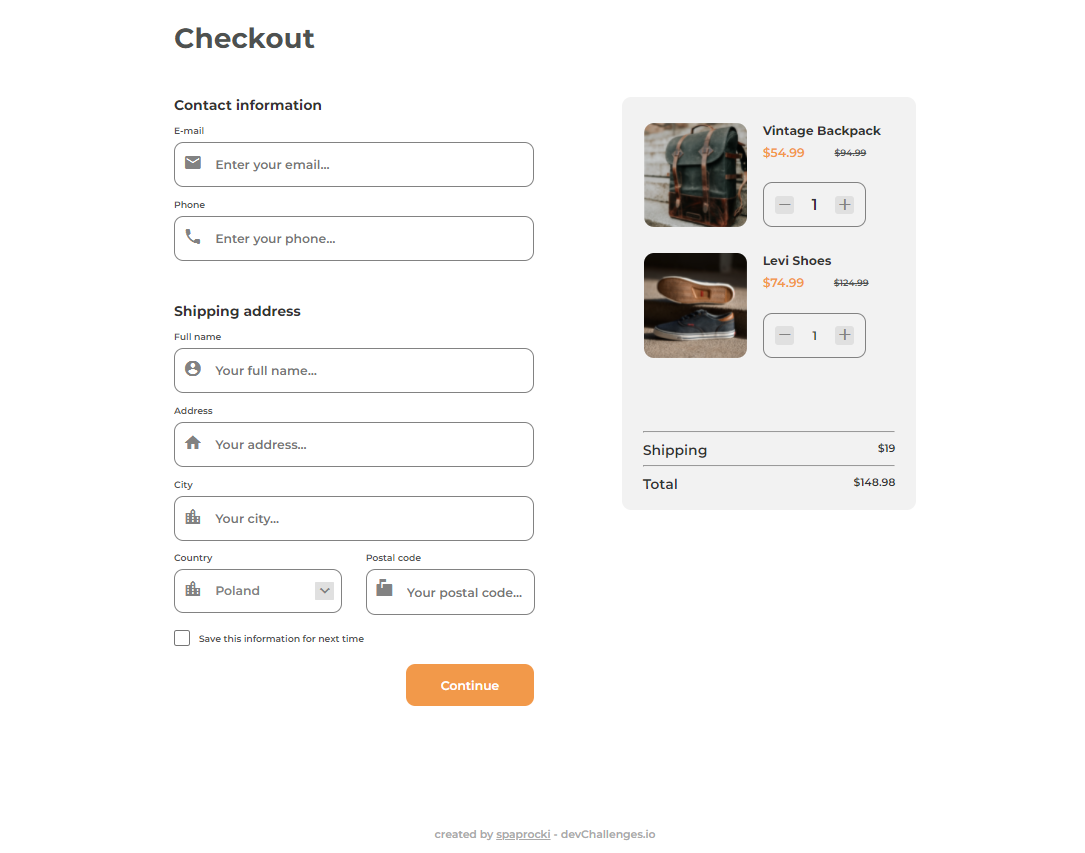 Checkout
Contact information
E-mail
Enter your email...
Phone
Enter your phone...
Shipping address
Full name
Your full name...
Address
Your address...
City
Your city...
Country
Postal code
Poland
Your postal code...
Save this information for next time
Continue
Vintage Backpack
$54.99 $94.99
1
Levi Shoes
$74.99 $124.99
1
Shipping $19
Total $148.98
created by spaprocki - devChallenges.io